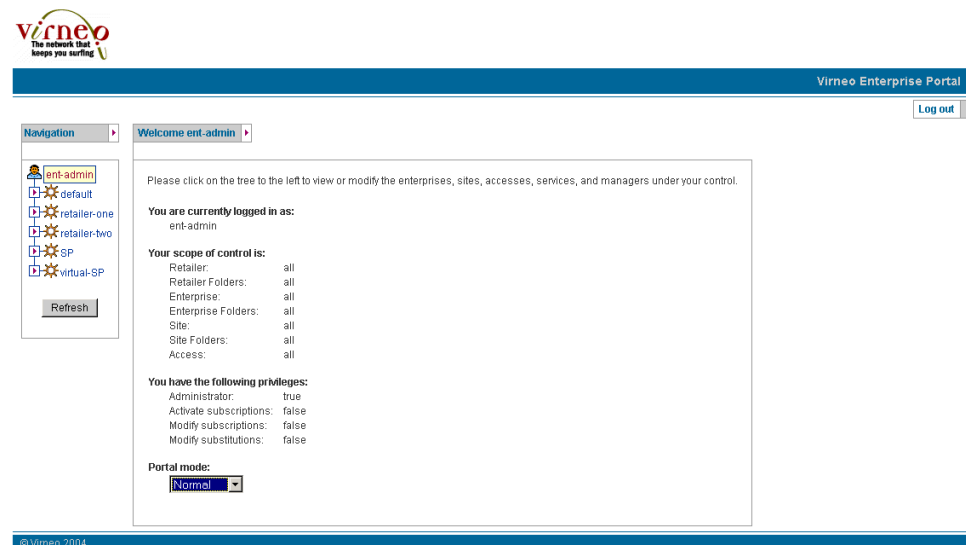 Virneo
The network that
keeps you surfing
Virneo Enterprise Portal
Log out
Navigation
Welcome ent-admin
ent-admin
default
retailer-one
retailer-two
SP
virtual-SP
Refresh
Please click on the tree to the left to view or modify the enterprises, sites, accesses, services, and managers under your control.
You are currently logged in as:
ent-admin
Your scope of control is:
Retailer: all
Retailer Folders: all
Enterprise: all
Enterprise Folders: all
Site: all
Site Folders: all
Access: all
You have the following privileges:
Administrator: true
Activate subscriptions: false
Modify subscriptions: false
Modify substitutions: false
Portal mode:
Normal
© Virneo 2004